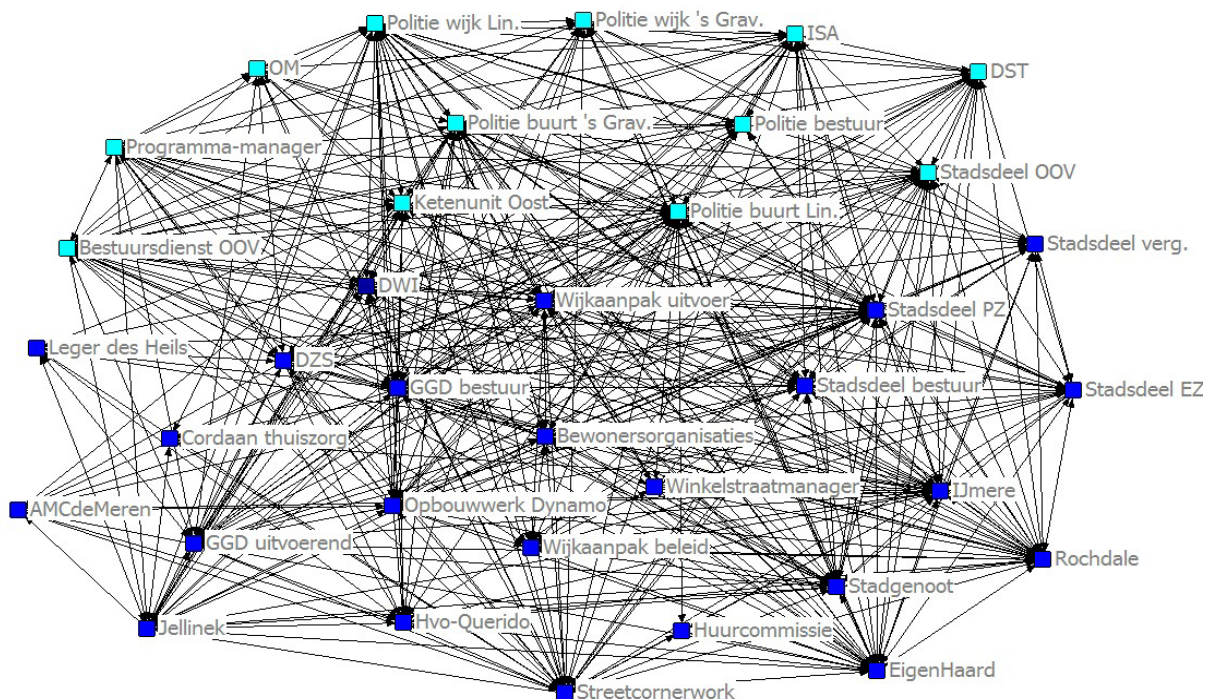 Politie wijk Lin.
Politie wijk 's Grav.
ISA
OM
DST
Politie buurt 's Grav.
Politie bestuur
Programma-manager
Stadsdeel OOV
Ketenunit Oost
Politie buurt Lin.
Bestuursdienst OOV
Stadsdeel verg.
DWI
Wijkaanpak uitvoer
Stadsdeel PZ
Leger des Heils
DZS
GGD bestuur
Stadsdeel bestuur
Stadsdeel EZ
Cordaan thuiszorg
Bewonersorganisaties
Winkelstraatmanager
IJmere
AMCdeMeren
Opbouwwerk Dynamo
GGD uitvoerend
Wijkaanpak beleid
Rochdale
Stadgenoot
Jellinek
Hvo-Querido
Huurcommissie
EigenHaard
Streetcornerwork